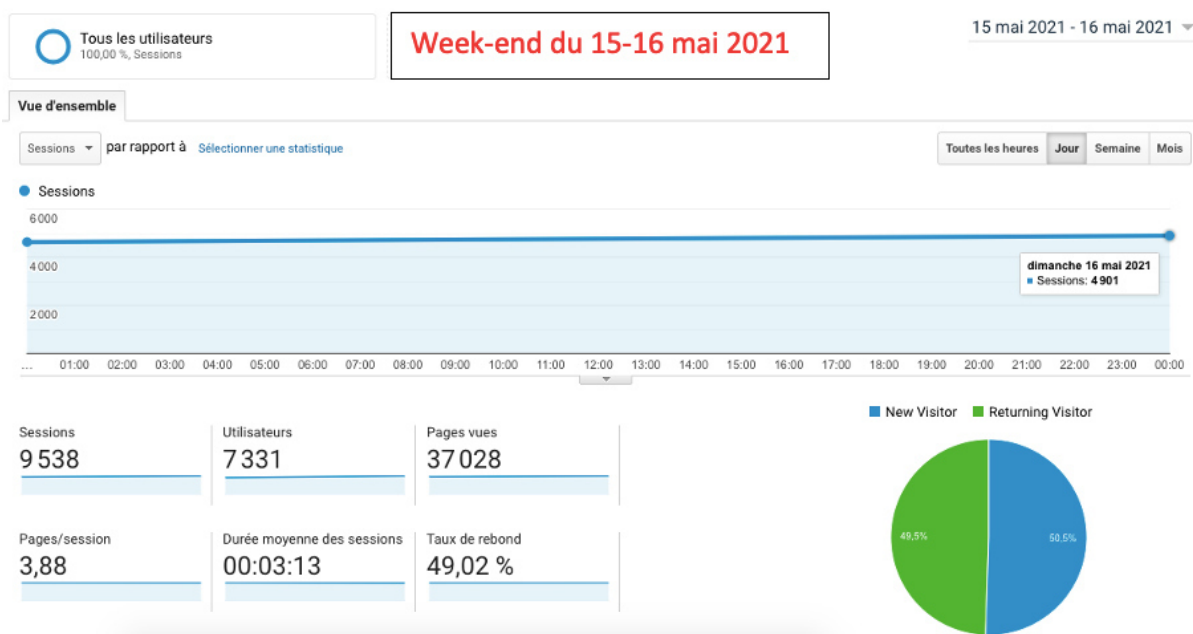 Tous les utilisateurs
100,00 %, Sessions
Week-end du 15-16 mai 2021
15 mai 2021 - 16 mai 2021
Vue d'ensemble
Sessions par rapport à Sélectionner une statistique
Toutes les heures Jour Semaine Mois
Sessions
6 000
4 000
2 000
dimanche 16 mai 2021
Sessions: 4 901
... 01:00 02:00 03:00 04:00 05:00 06:00 07:00 08:00 09:00 10:00 11:00 12:00 13:00 14:00 15:00 16:00 17:00 18:00 19:00 20:00 21:00 22:00 23:00 00:00
New Visitor Returning Visitor
Sessions Utilisateurs Pages vues
9 538 7 331 37 028
Pages/session Durée moyenne des sessions Taux de rebond
3,88 00:03:13 49,02 %
49,5% 50,5%